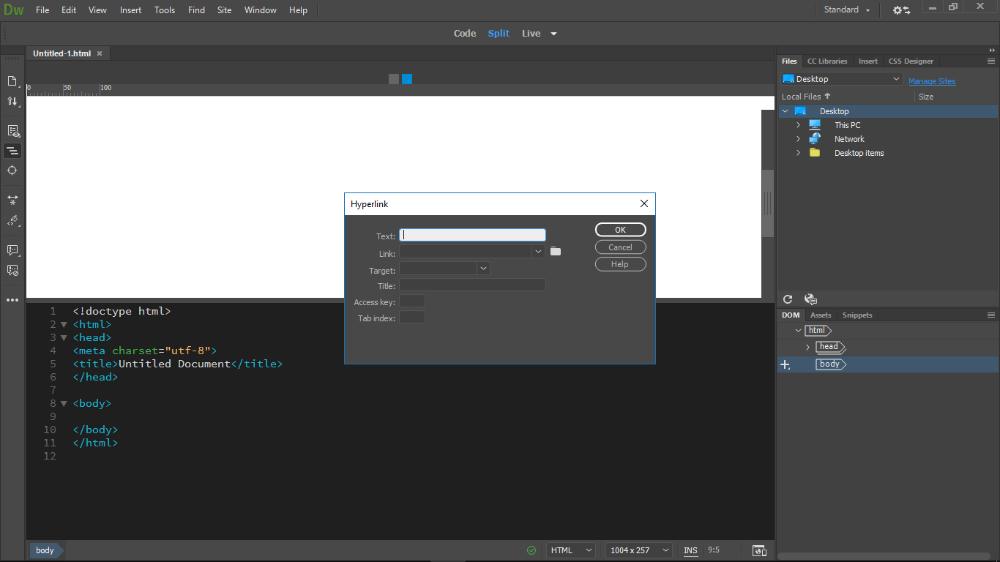 Dw File Edit View Insert Tools Find Site Window Help Standard
Code Split Live
Untitled-1.html
0 50 100
Hyperlink
Text:
Link:
Target:
Title:
Access key:
Tab index:
OK
Cancel
Help
1 <!doctype html>
2 <html>
3 <head>
4 <meta charset="utf-8">
5 <title>Untitled Document</title>
6 </head>
7
8 <body>
9
10 </body>
11 </html>
12
body HTML 1004 x 257 INS 9:5
Files CC Libraries Insert CSS Designer
Desktop Manage Sites
Local Files Size
Desktop
This PC
Network
Desktop items
DOM Assets Snippets
html
head
body